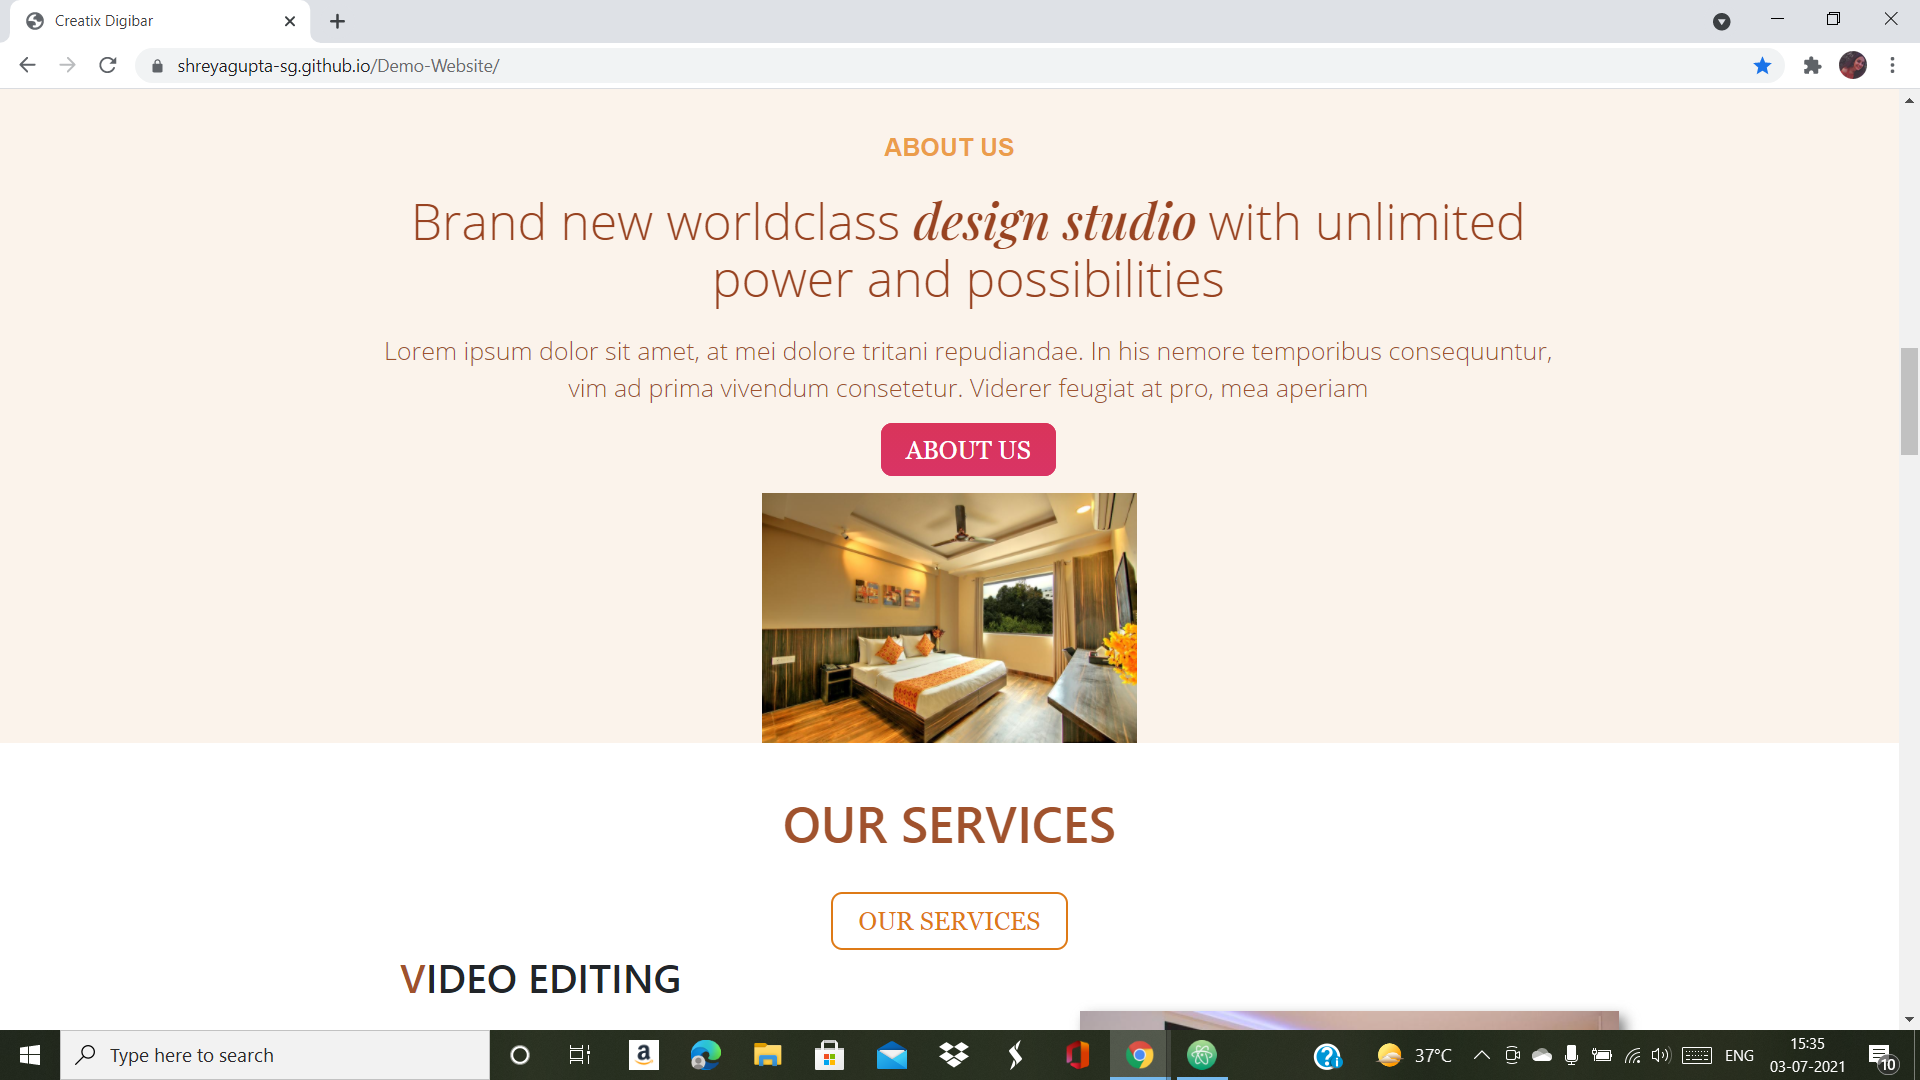 Creatix Digibar
shreyagupta-sg.github.io/Demo-Website/
ABOUT US
Brand new worldclass design studio with unlimited
power and possibilities
Lorem ipsum dolor sit amet, at mei dolore tritani repudiandae. In his nemore temporibus consequuntur,
vim ad prima vivendum consetetur. Viderer feugiat at pro, mea aperiam
ABOUT US
OUR SERVICES
OUR SERVICES
VIDEO EDITING
Type here to search
a
37°C
ENG
15:35
03-07-2021
10